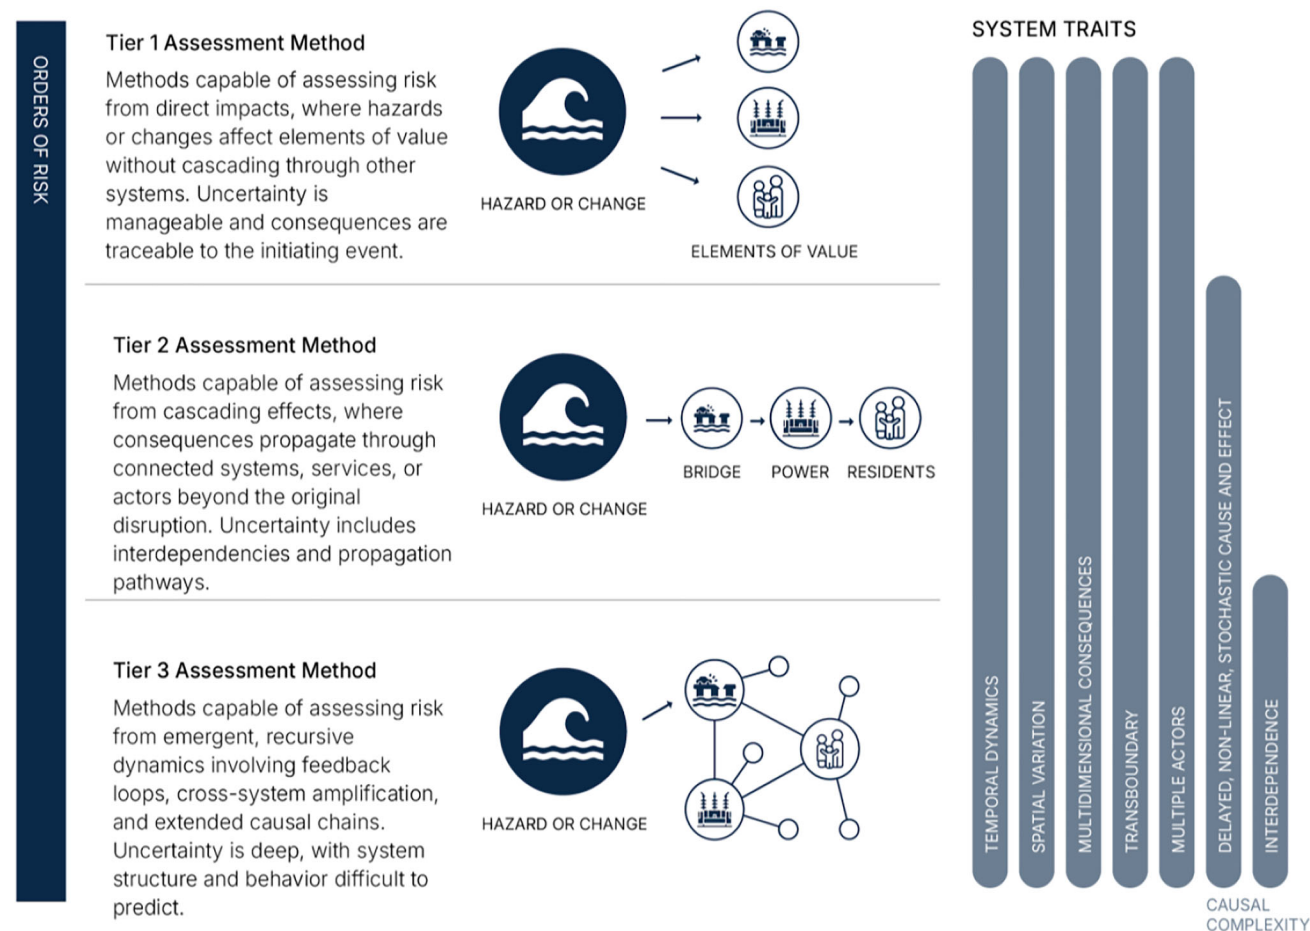 ORDERS OF RISK
Tier 1 Assessment Method
Methods capable of assessing risk
from direct impacts, where hazards
or changes affect elements of value
without cascading through other
systems. Uncertainty is
manageable and consequences are
traceable to the initiating event.
HAZARD OR CHANGE
ELEMENTS OF VALUE
Tier 2 Assessment Method
Methods capable of assessing risk
from cascading effects, where
consequences propagate through
connected systems, services, or
actors beyond the original
disruption. Uncertainty includes
interdependencies and propagation
pathways.
HAZARD OR CHANGE
BRIDGE
POWER
RESIDENTS
Tier 3 Assessment Method
Methods capable of assessing risk
from emergent, recursive
dynamics involving feedback
loops, cross-system amplification,
and extended causal chains.
Uncertainty is deep, with system
structure and behavior difficult to
predict.
HAZARD OR CHANGE
SYSTEM TRAITS
TEMPORAL DYNAMICS
SPATIAL VARIATION
MULTIDIMENSIONAL CONSEQUENCES
TRANSBOUNDARY
MULTIPLE ACTORS
DELAYED, NON-LINEAR, STOCHASTIC CAUSE AND EFFECT
INTERDEPENDENCE
CAUSAL
COMPLEXITY